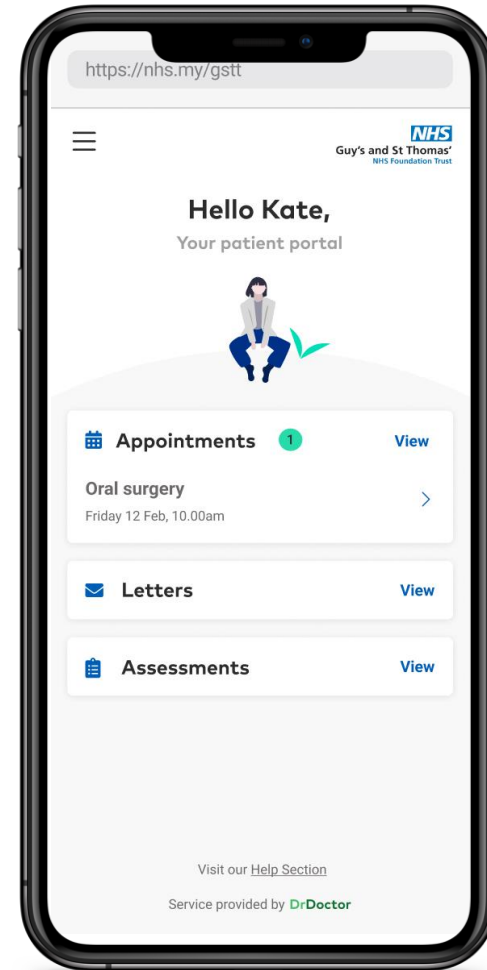 https://nhs.my/gstt
NHS
Guy's and St Thomas'
NHS Foundation Trust
Hello Kate,
Your patient portal
Appointments 1 View
Oral surgery
Friday 12 Feb, 10.00am
Letters View
Assessments View
Visit our Help Section
Service provided by DrDoctor